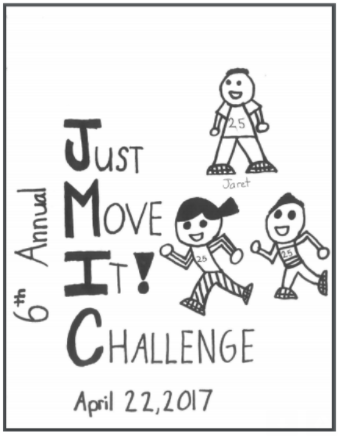 6th Annual
JUST
MOVE
IT!
CHALLENGE
April 22, 2017
25
Janet
25
25